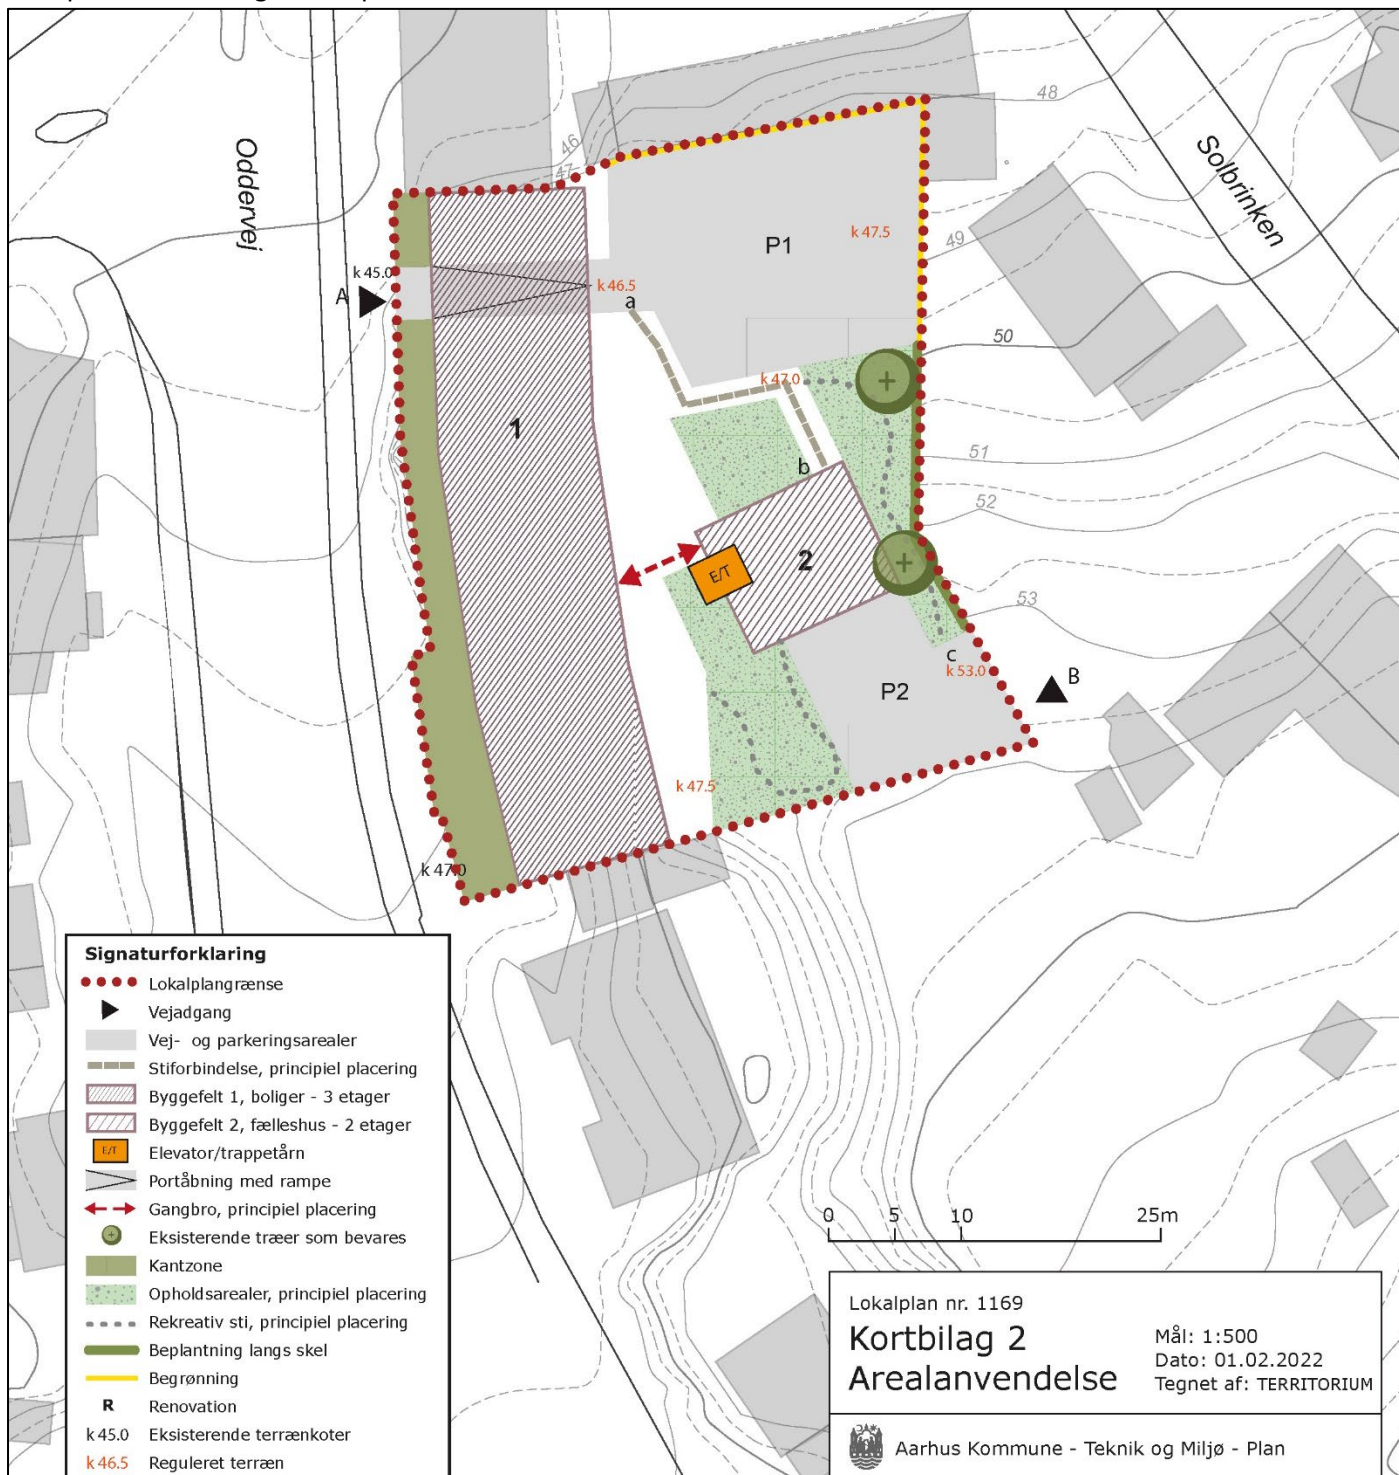 48
46
47
Oddervej
Solbrinken
P1
k 47.5
49
k 45.0
A
k 46.5
a
50
k 47.0
1
51
b
52
2
E/T
53
c
k 53.0
B
P2
k 47.5
k 47.0
Signaturforklaring
Lokalplangrænse
Vejadgang
Vej- og parkeringsarealer
Stiforbindelse, principiel placering
Byggefelt 1, boliger - 3 etager
Byggefelt 2, fælleshus - 2 etager
E/T Elevator/trappetårn
Portåbning med rampe
Gangbro, principiel placering
Eksisterende træer som bevares
Kantzone
Opholdsarealer, principiel placering
Rekreativ sti, principiel placering
Beplantning langs skel
Begrønning
R Renovation
k 45.0 Eksisterende terrænkoter
k 46.5 Reguleret terræn
0 5 10 25m
Lokalplan nr. 1169
Kortbilag 2
Arealanvendelse
Mål: 1:500
Dato: 01.02.2022
Tegnet af: TERRITORIUM
Aarhus Kommune - Teknik og Miljø - Plan